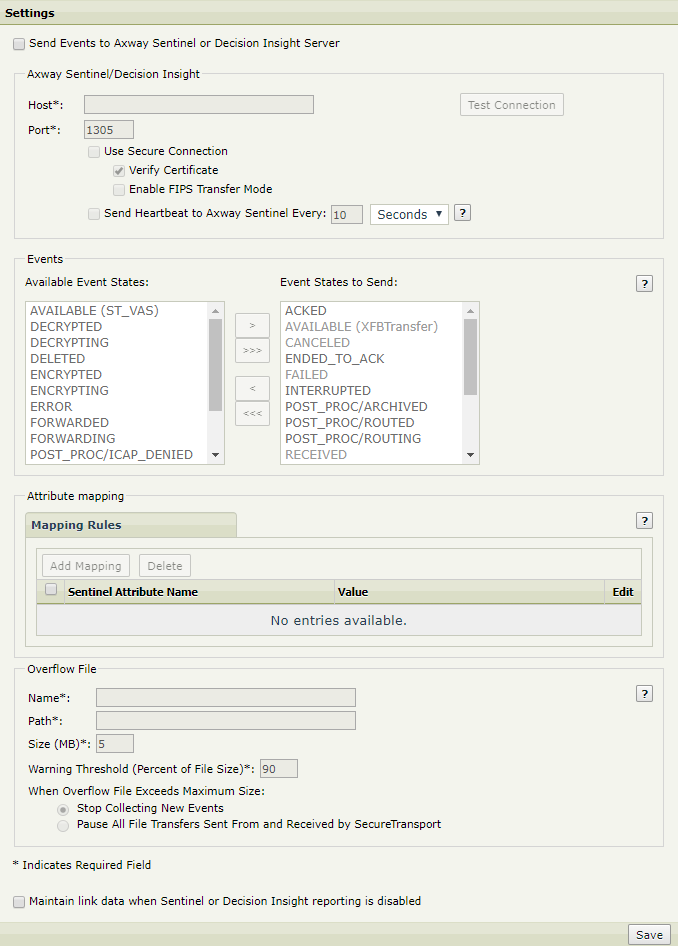 Settings
Send Events to Axway Sentinel or Decision Insight Server
Axway Sentinel/Decision Insight
Host*:
Test Connection
Port*: 1305
Use Secure Connection
Verify Certificate
Enable FIPS Transfer Mode
Send Heartbeat to Axway Sentinel Every: 10 Seconds ?
Events
Available Event States: Event States to Send: ?
AVAILABLE (ST_VAS)
DECRYPTED
DECRYPTING
DELETED
ENCRYPTED
ENCRYPTING
ERROR
FORWARDED
FORWARDING
POST_PROC/ICAP_DENIED
>
>>>
<
<<<
ACKED
AVAILABLE (XFBTransfer)
CANCELED
ENDED_TO_ACK
FAILED
INTERRUPTED
POST_PROC/ARCHIVED
POST_PROC/ROUTED
POST_PROC/ROUTING
RECEIVED
Attribute mapping
Mapping Rules ?
Add Mapping Delete
Sentinel Attribute Name Value Edit
No entries available.
Overflow File
Name*: ?
Path*:
Size (MB)*: 5
Warning Threshold (Percent of File Size)*: 90
When Overflow File Exceeds Maximum Size:
Stop Collecting New Events
Pause All File Transfers Sent From and Received by SecureTransport
* Indicates Required Field
Maintain link data when Sentinel or Decision Insight reporting is disabled
Save